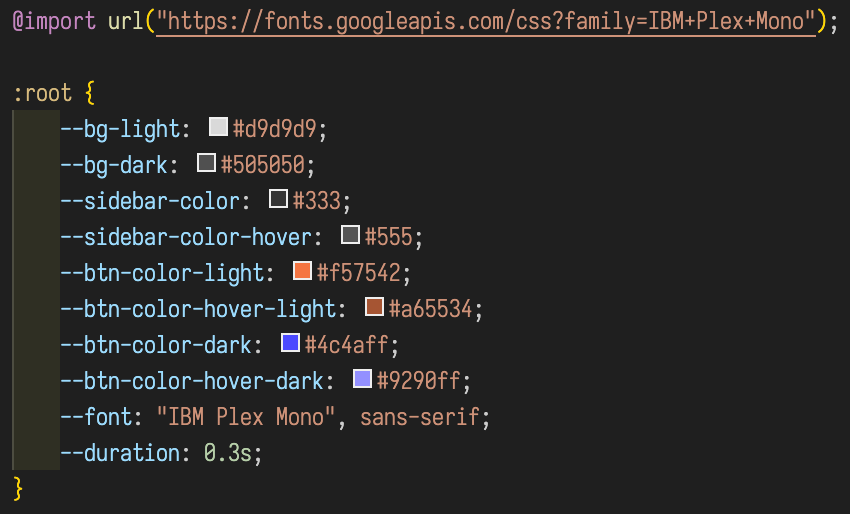 @import url("https://fonts.googleapis.com/css?family=IBM+Plex+Mono");
:root {
--bg-light: #d9d9d9;
--bg-dark: #505050;
--sidebar-color: #333;
--sidebar-color-hover: #555;
--btn-color-light: #f57542;
--btn-color-hover-light: #a65534;
--btn-color-dark: #4c4aff;
--btn-color-hover-dark: #9290ff;
--font: "IBM Plex Mono", sans-serif;
--duration: 0.3s;
}